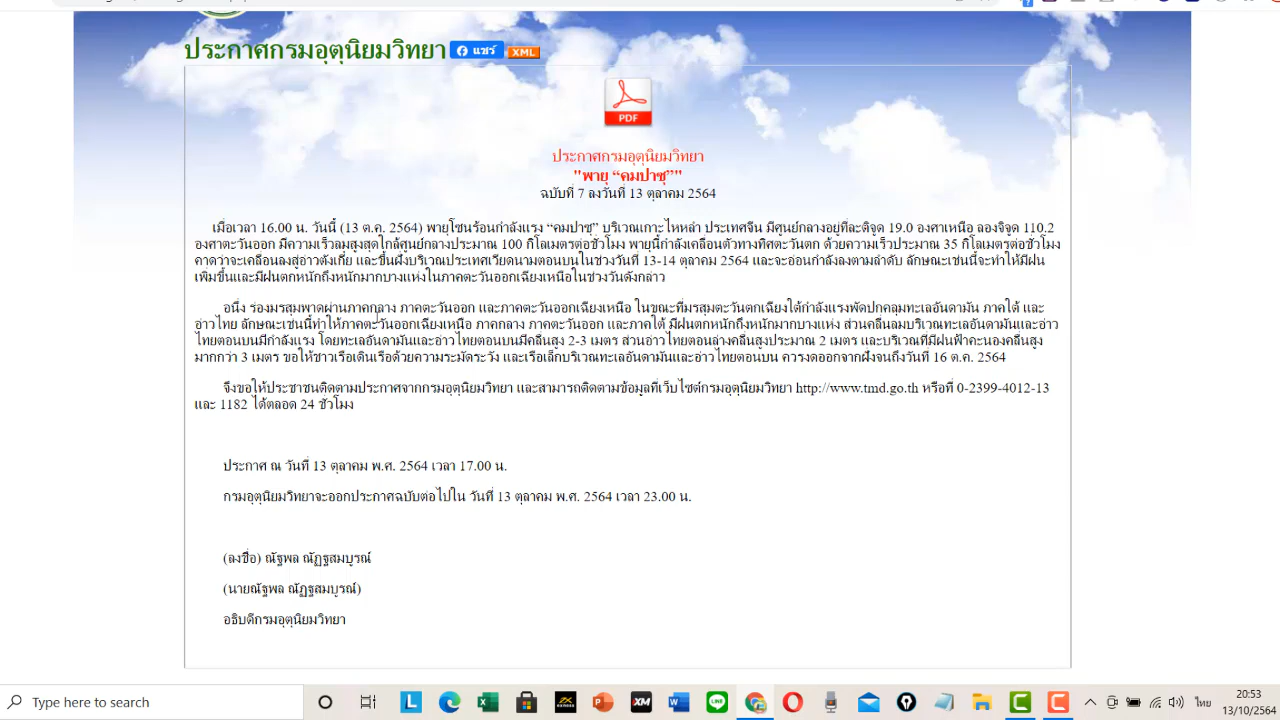 ประกาศกรมอุตุนิยมวิทยา แชร์ XML
PDF
ประกาศกรมอุตุนิยมวิทยา
"พายุ “คมปาซุ”"
ฉบับที่ 7 ลงวันที่ 13 ตุลาคม 2564
เมื่อเวลา 16.00 น. วันนี้ (13 ต.ค. 2564) พายุโซนร้อนกำลังแรง “คมปาซุ” บริเวณเกาะไหหลำ ประเทศจีน มีศูนย์กลางอยู่ที่ละติจูด 19.0 องศาเหนือ ลองจิจูด 110.2
องศาตะวันออก มีความเร็วลมสูงสุดใกล้ศูนย์กลางประมาณ 100 กิโลเมตรต่อชั่วโมง พายุนี้กำลังเคลื่อนตัวทางทิศตะวันตก ด้วยความเร็วประมาณ 35 กิโลเมตรต่อชั่วโมง
คาดว่าจะเคลื่อนลงสู่อ่าวตังเกี๋ย และขึ้นฝั่งบริเวณประเทศเวียดนามตอนบนในช่วงวันที่ 13-14 ตุลาคม 2564 และจะอ่อนกำลังลงตามลำดับ ลักษณะเช่นนี้จะทำให้มีฝน
เพิ่มขึ้นและมีฝนตกหนักถึงหนักมากบางแห่งในภาคตะวันออกเฉียงเหนือในช่วงวันดังกล่าว
อนึ่ง ร่องมรสุมพาดผ่านภาคกลาง ภาคตะวันออก และภาคตะวันออกเฉียงเหนือ ในขณะที่มรสุมตะวันตกเฉียงใต้กำลังแรงพัดปกคลุมทะเลอันดามัน ภาคใต้ และ
อ่าวไทย ลักษณะเช่นนี้ทำให้ภาคตะวันออกเฉียงเหนือ ภาคกลาง ภาคตะวันออก และภาคใต้ มีฝนตกหนักถึงหนักมากบางแห่ง ส่วนคลื่นลมบริเวณทะเลอันดามันและอ่าว
ไทยตอนบนมีกำลังแรง โดยทะเลอันดามันและอ่าวไทยตอนบนมีคลื่นสูง 2-3 เมตร ส่วนอ่าวไทยตอนล่างคลื่นสูงประมาณ 2 เมตร และบริเวณที่มีฝนฟ้าคะนองคลื่นสูง
มากกว่า 3 เมตร ขอให้ชาวเรือเดินเรือด้วยความระมัดระวัง และเรือเล็กบริเวณทะเลอันดามันและอ่าวไทยตอนบน ควรงดออกจากฝั่งจนถึงวันที่ 16 ต.ค. 2564
จึงขอให้ประชาชนติดตามประกาศจากกรมอุตุนิยมวิทยา และสามารถติดตามข้อมูลที่เว็บไซต์กรมอุตุนิยมวิทยา http://www.tmd.go.th หรือที่ 0-2399-4012-13
และ 1182 ได้ตลอด 24 ชั่วโมง
ประกาศ ณ วันที่ 13 ตุลาคม พ.ศ. 2564 เวลา 17.00 น.
กรมอุตุนิยมวิทยาจะออกประกาศฉบับต่อไปใน วันที่ 13 ตุลาคม พ.ศ. 2564 เวลา 23.00 น.
(ลงชื่อ) ณัฐพล ณัฏฐสมบูรณ์
(นายณัฐพล ณัฏฐสมบูรณ์)
อธิบดีกรมอุตุนิยมวิทยา
Type here to search
ไทย
20:53
13/10/2564